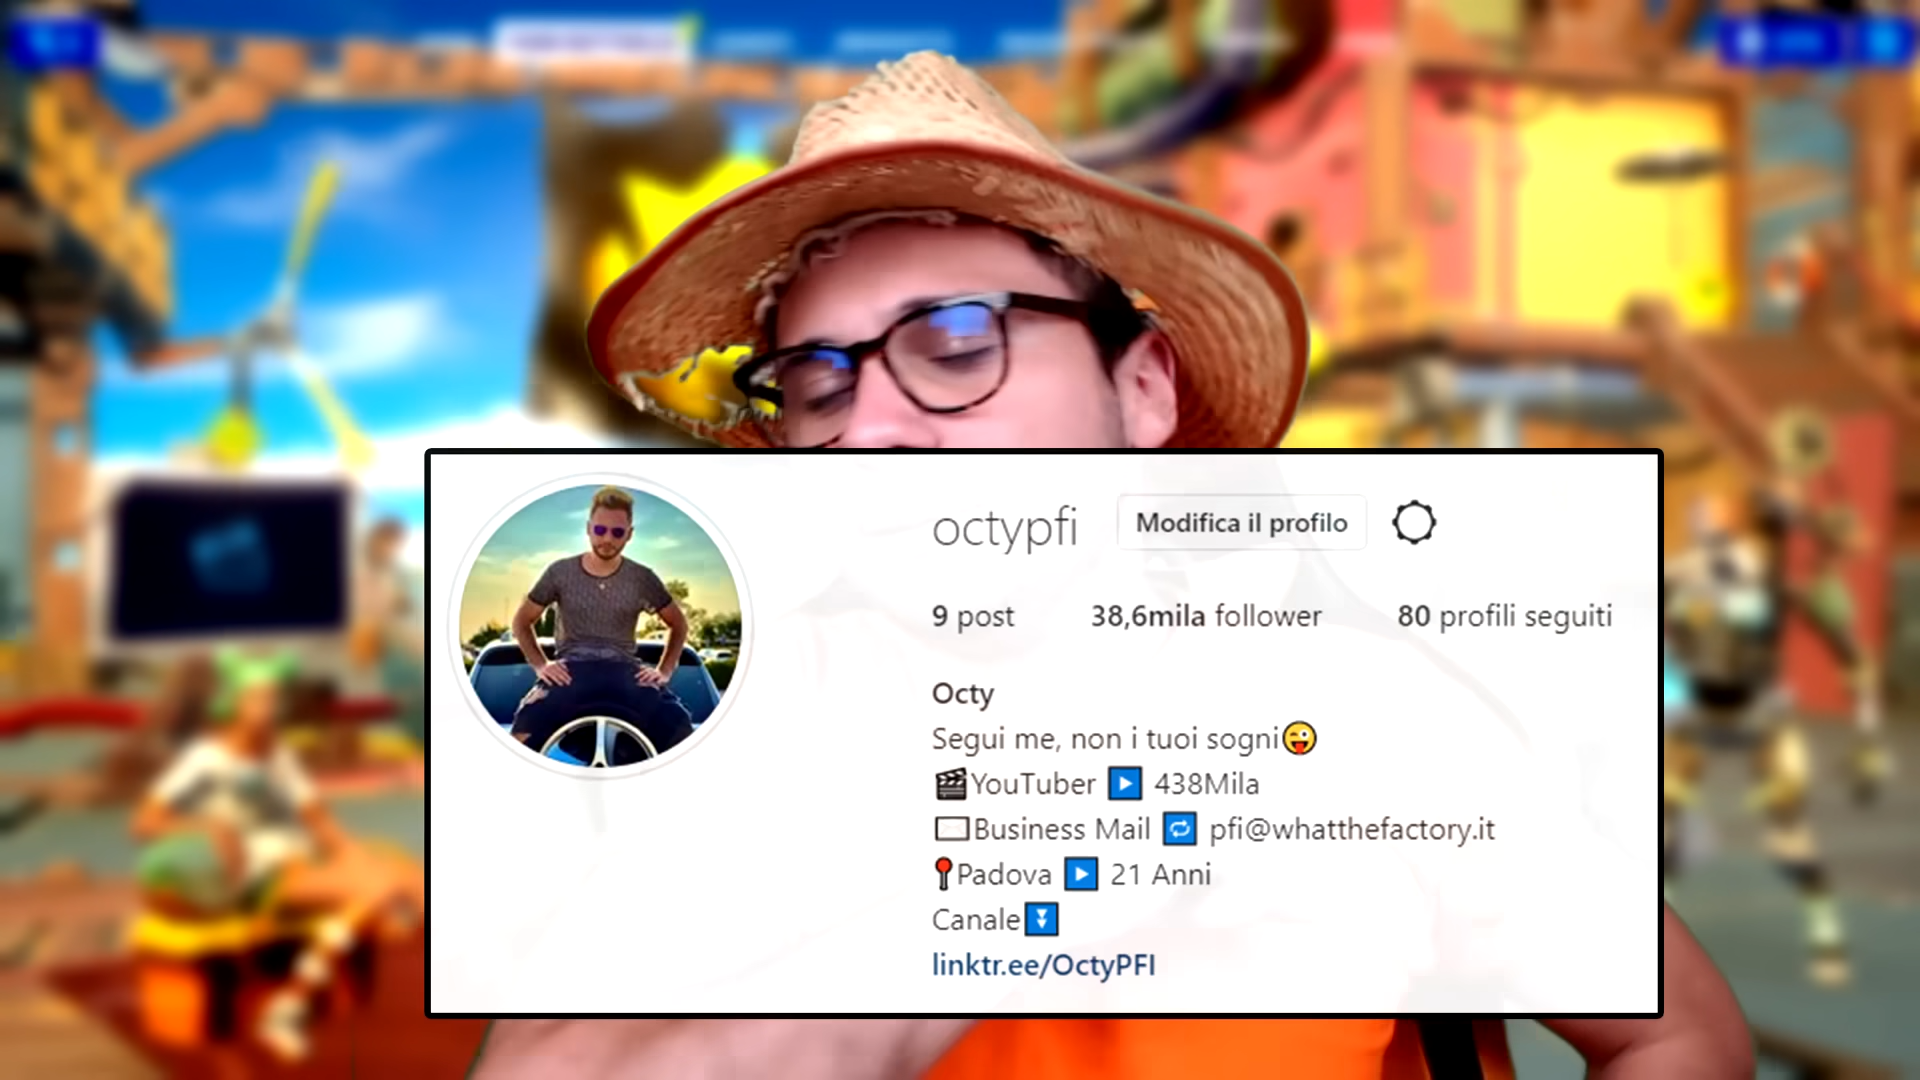 octypfi Modifica il profilo
9 post 38,6mila follower 80 profili seguiti
Octy
Segui me, non i tuoi sogni😜
🎬YouTuber ▶️ 438Mila
✉️Business Mail 🔁 pfi@whatthefactory.it
📍Padova ▶️ 21 Anni
Canale⏬
linktr.ee/OctyPFI